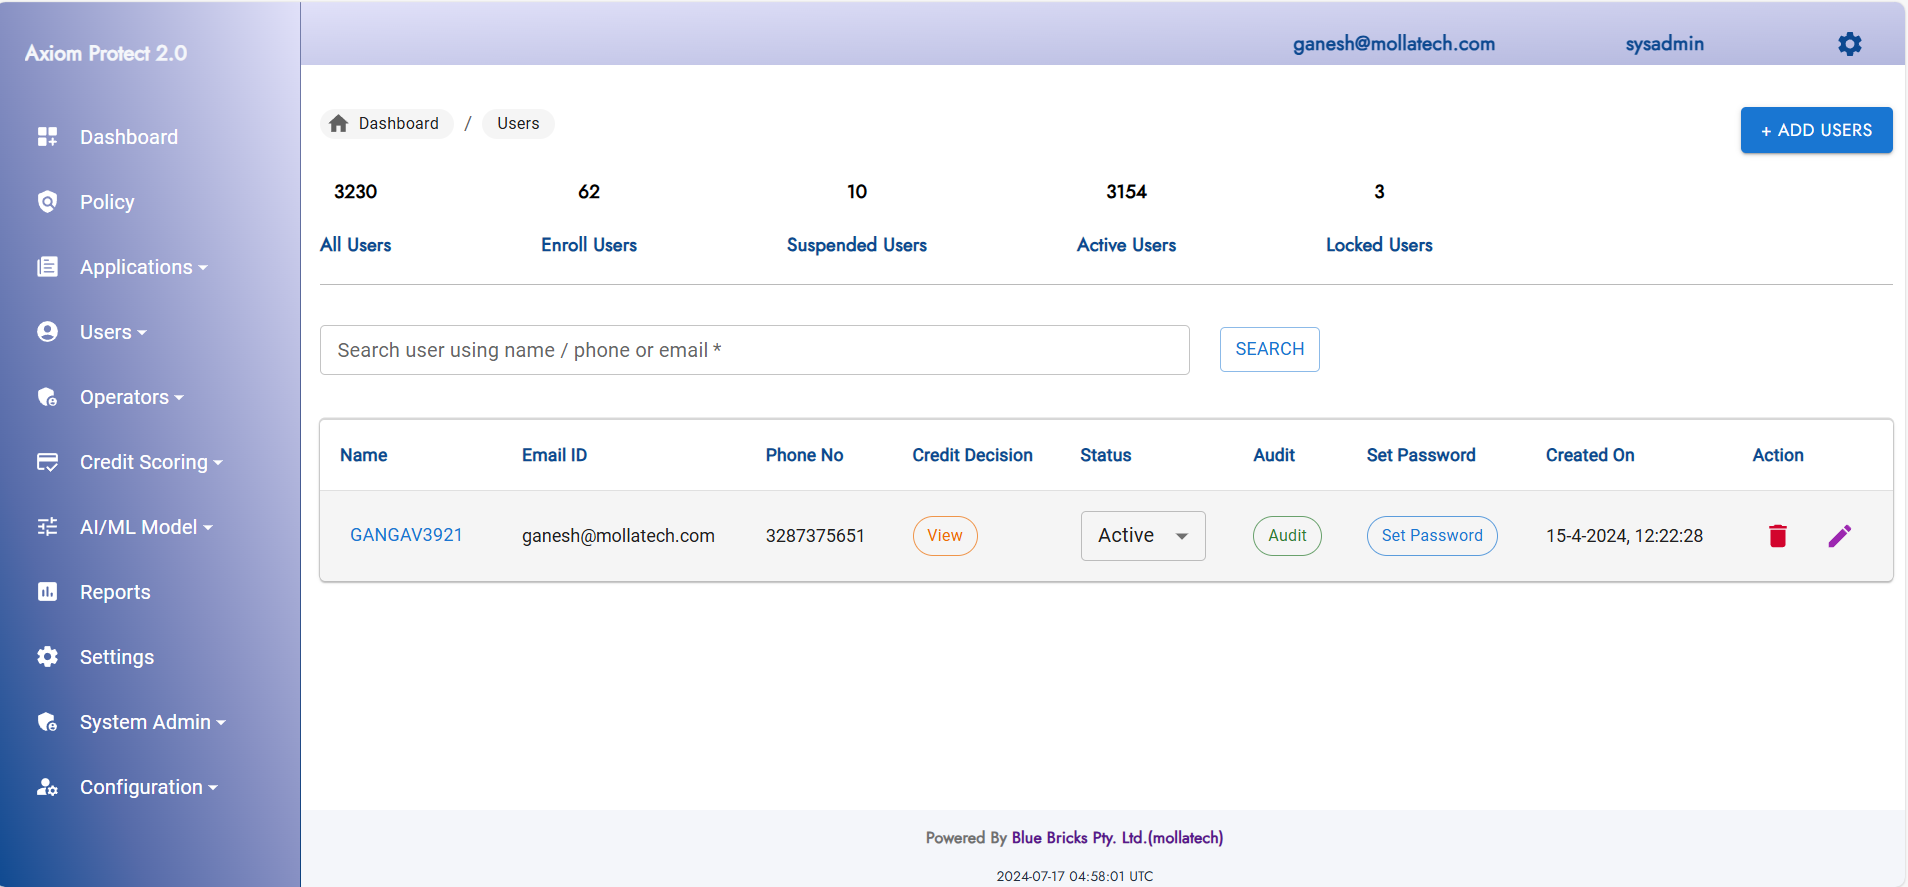 Axiom Protect 2.0
ganesh@mollatech.com sysadmin
Dashboard
Policy
Applications
Users
Operators
Credit Scoring
AI/ML Model
Reports
Settings
System Admin
Configuration
Dashboard / Users
+ ADD USERS
3230 62 10 3154 3
All Users Enroll Users Suspended Users Active Users Locked Users
Search user using name / phone or email *
SEARCH
Name Email ID Phone No Credit Decision Status Audit Set Password Created On Action
GANGAV3921 ganesh@mollatech.com 3287375651 View Active Audit Set Password 15-4-2024, 12:22:28
Powered By Blue Bricks Pty. Ltd.(mollatech)
2024-07-17 04:58:01 UTC